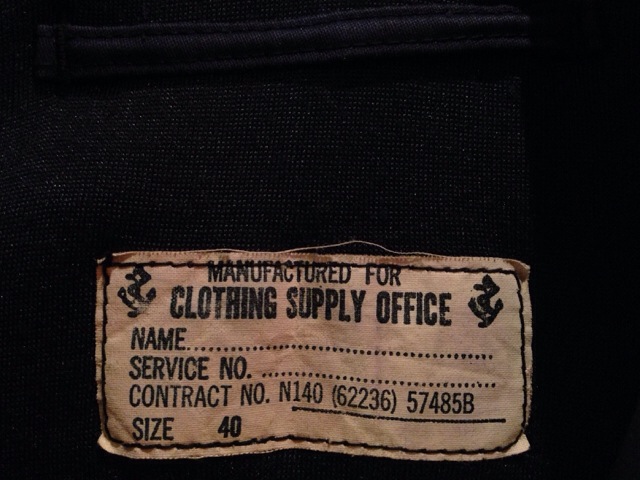 MANUFACTURED FOR
CLOTHING SUPPLY OFFICE
NAME..............................
SERVICE NO. ..........................
CONTRACT NO. N140 (62236) 57485B
SIZE 40